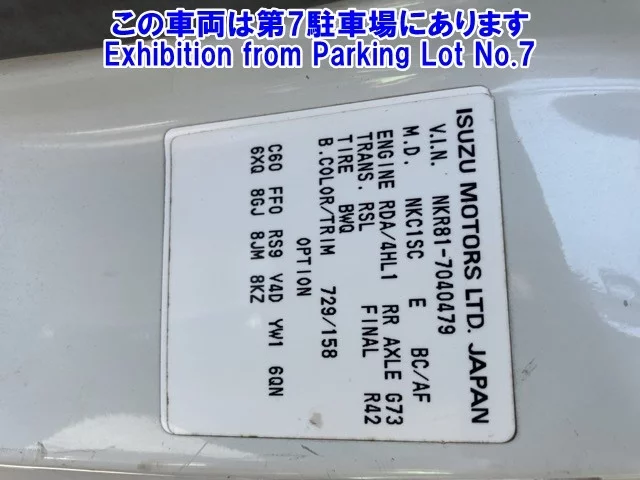 この車両は第7駐車場にあります
Exhibition from Parking Lot No.7
ISUZU MOTORS LTD. JAPAN
V.I.N. NKR81-7040479
M.D. NKC1SC E BC/AF
ENGINE RDA/4HL1 RR AXLE G73
TRANS. RSL FINAL R42
TIRE BWQ
B.COLOR/TRIM 729/158
OPTION
C60 FF0 RS9 V4D YW1 6QN
6XQ 8GJ 8JM 8KZ